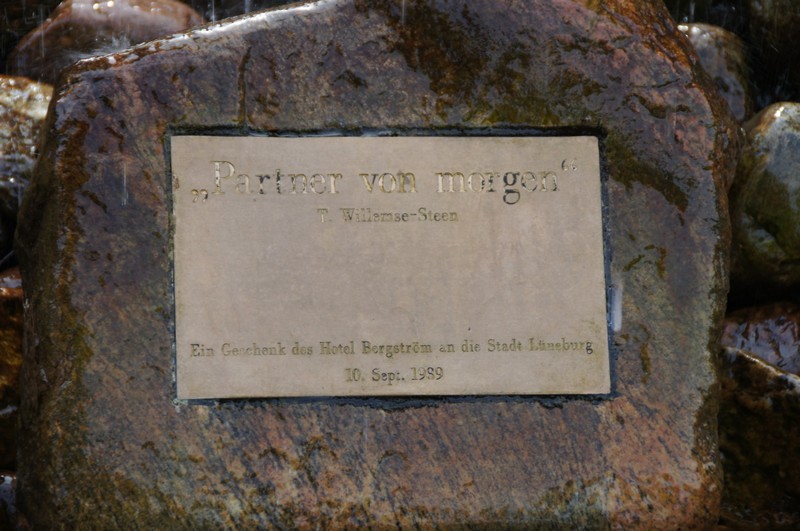 „Partner von morgen“
T. Willemse-Steen
Ein Geschenk des Hotel Bergström an die Stadt Lüneburg
10. Sept. 1989